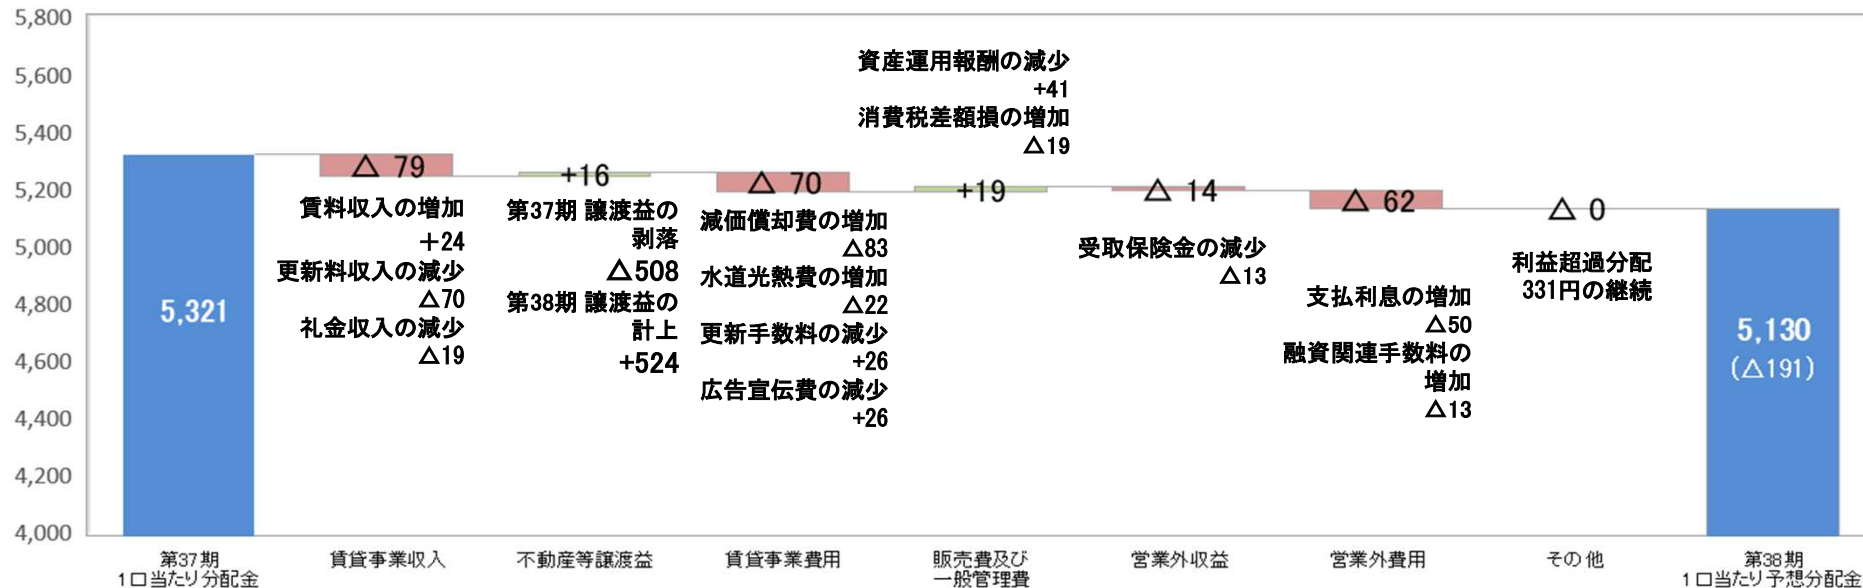 5,800
5,600
5,400
5,200
5,000
4,800
4,600
4,400
4,200
4,000
5,321
△ 79
賃料収入の増加
＋24
更新料収入の減少
△70
礼金収入の減少
△19
+16
第37期 譲渡益の
剥落
△508
第38期 譲渡益の
計上
+524
△ 70
減価償却費の増加
△83
水道光熱費の増加
△22
更新手数料の減少
+26
広告宣伝費の減少
+26
資産運用報酬の減少
+41
消費税差額損の増加
△19
+19
△ 14
受取保険金の減少
△13
△ 62
支払利息の増加
△50
融資関連手数料の
増加
△13
△ 0
利益超過分配
331円の継続
5,130
(△191)
第37期
1口当たり分配金
賃貸事業収入
不動産等譲渡益
賃貸事業費用
販売費及び
一般管理費
営業外収益
営業外費用
その他
第38期
1口当たり予想分配金